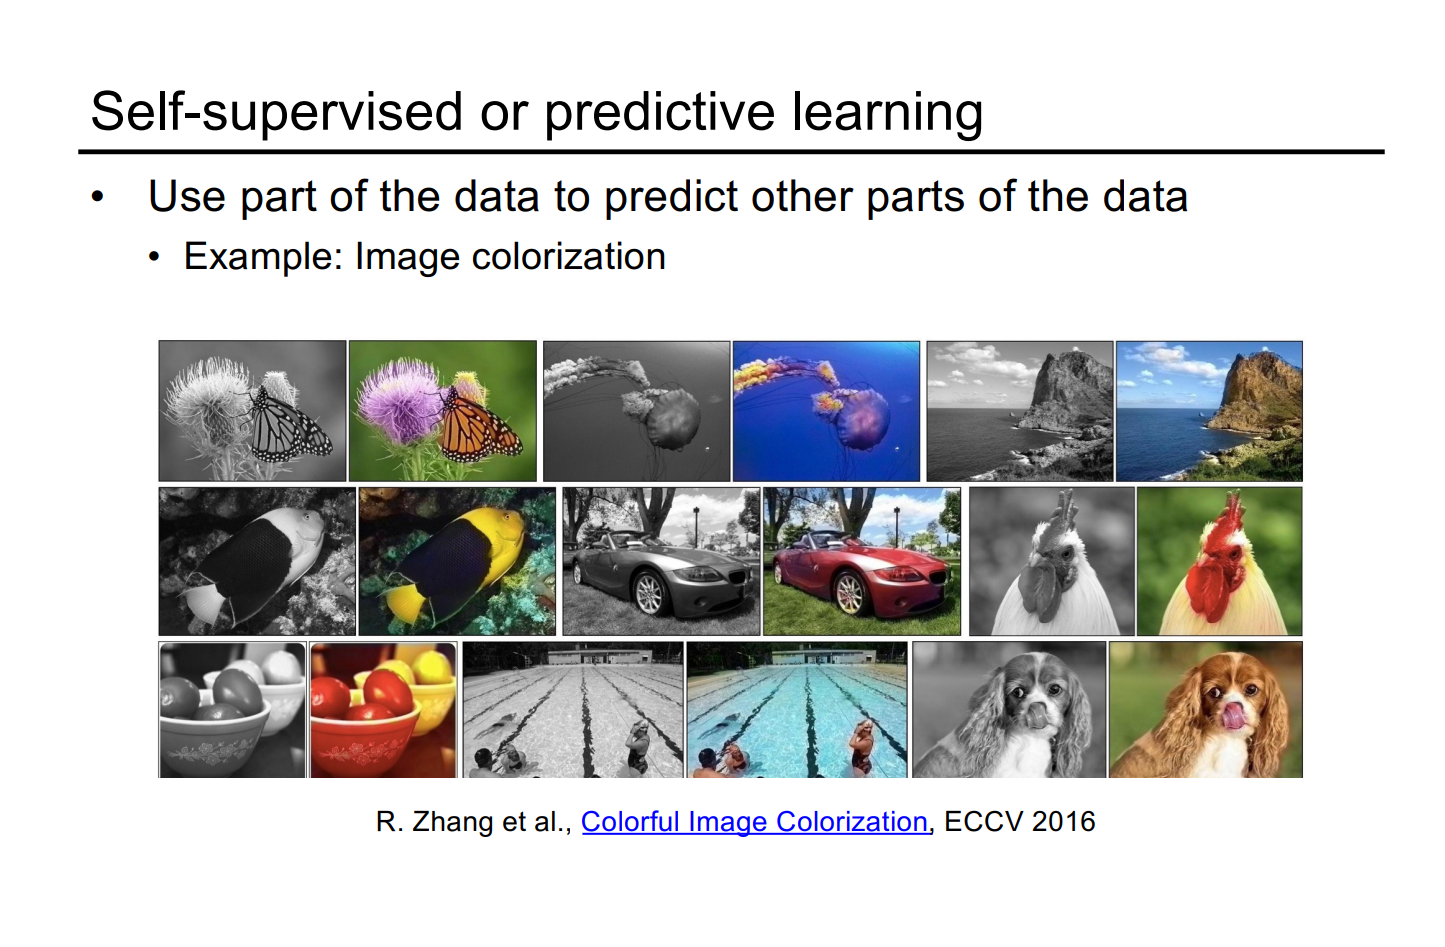 Self-supervised or predictive learning
• Use part of the data to predict other parts of the data
• Example: Image colorization
R. Zhang et al., Colorful Image Colorization, ECCV 2016